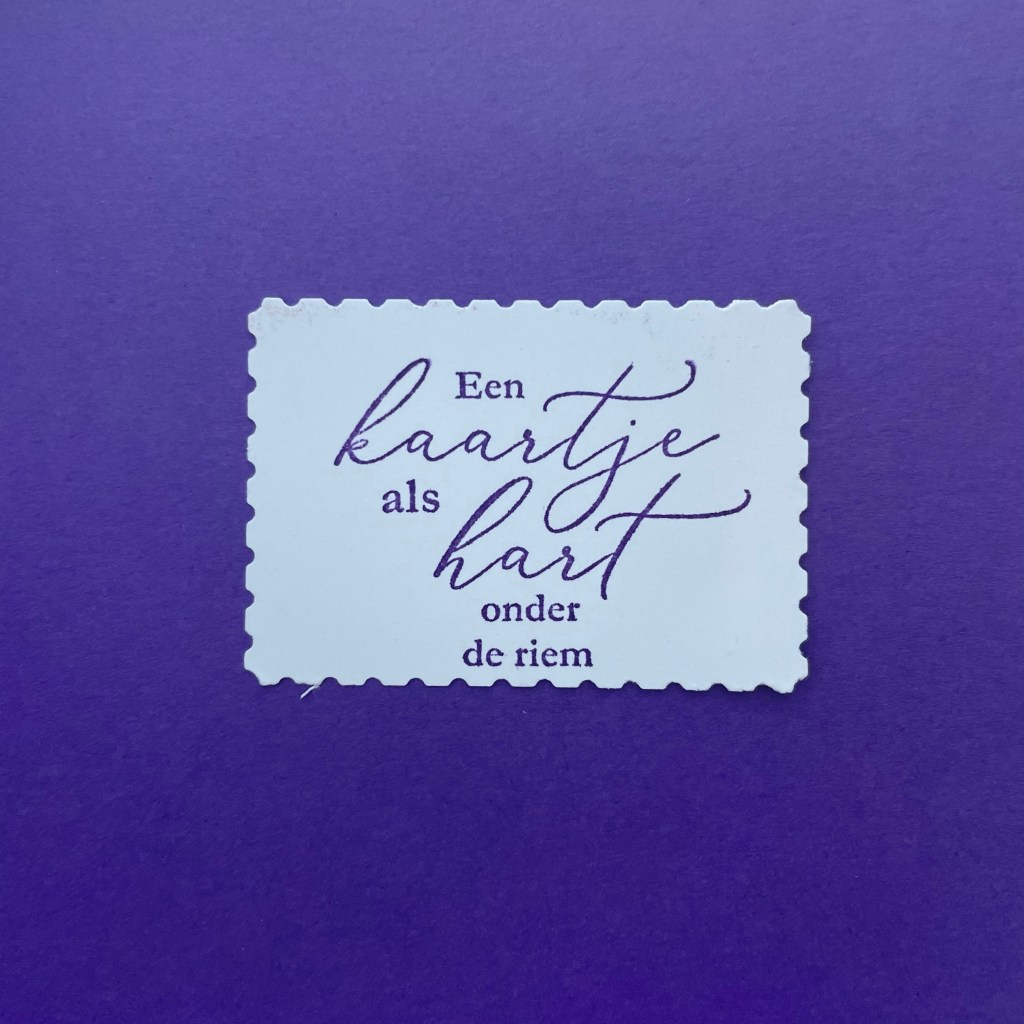 Een
kaartje
als
hart
onder
de riem